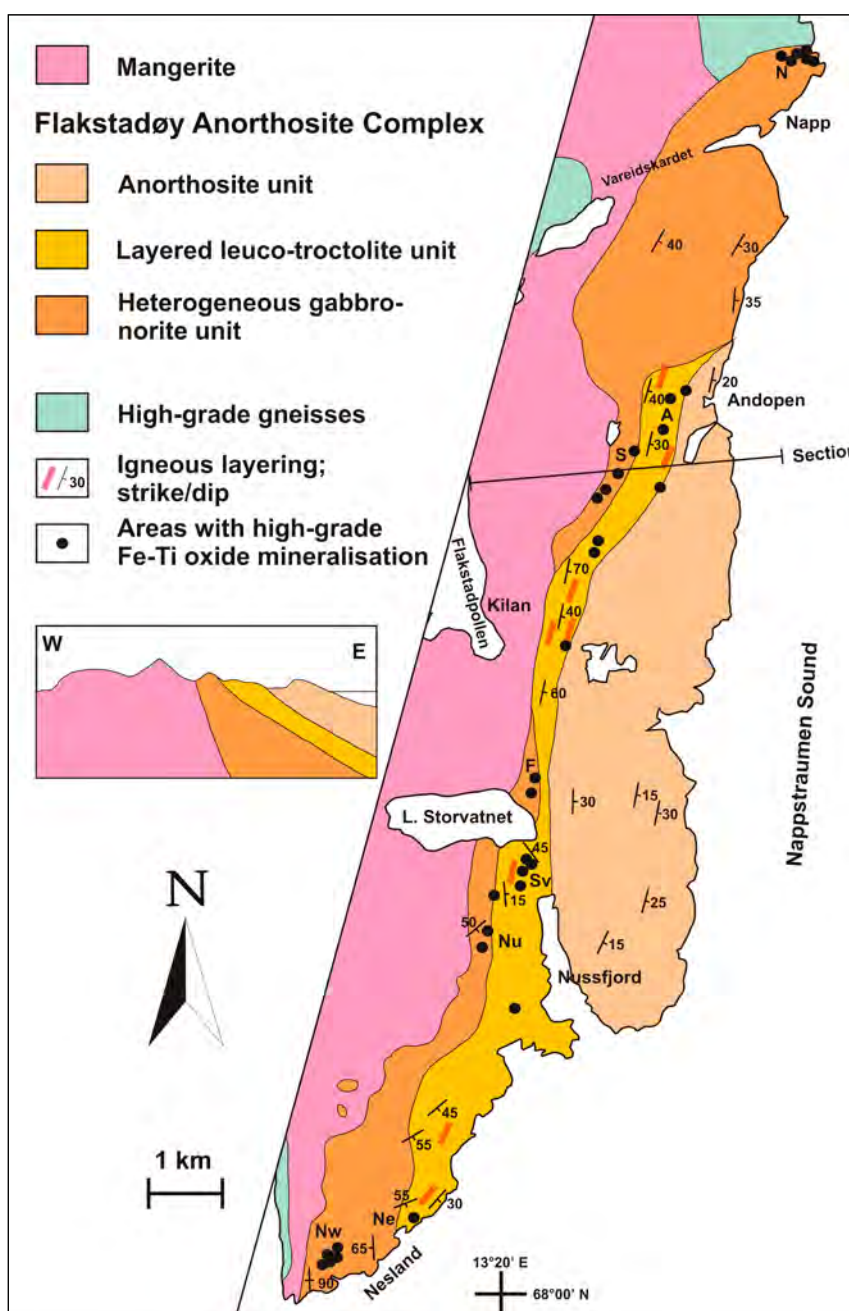 Mangerite
Flakstadøy Anorthosite Complex
Anorthosite unit
Layered leuco-troctolite unit
Heterogeneous gabbro-
norite unit
High-grade gneisses
30
Igneous layering;
strike/dip
Areas with high-grade
Fe-Ti oxide mineralisation
W
E
N
1 km
N
Napp
Vareidskardet
40
30
35
20
40
Andopen
A
30
S
Section
Flakstadpollen
70
Kilan
40
60
Nappstraumen Sound
F
30
15
30
L. Storvatnet
45
Sv
15
25
50
Nu
15
Nussfjord
45
55
55
30
Ne
Nw
65
90
Nesland
13°20' E
68°00' N